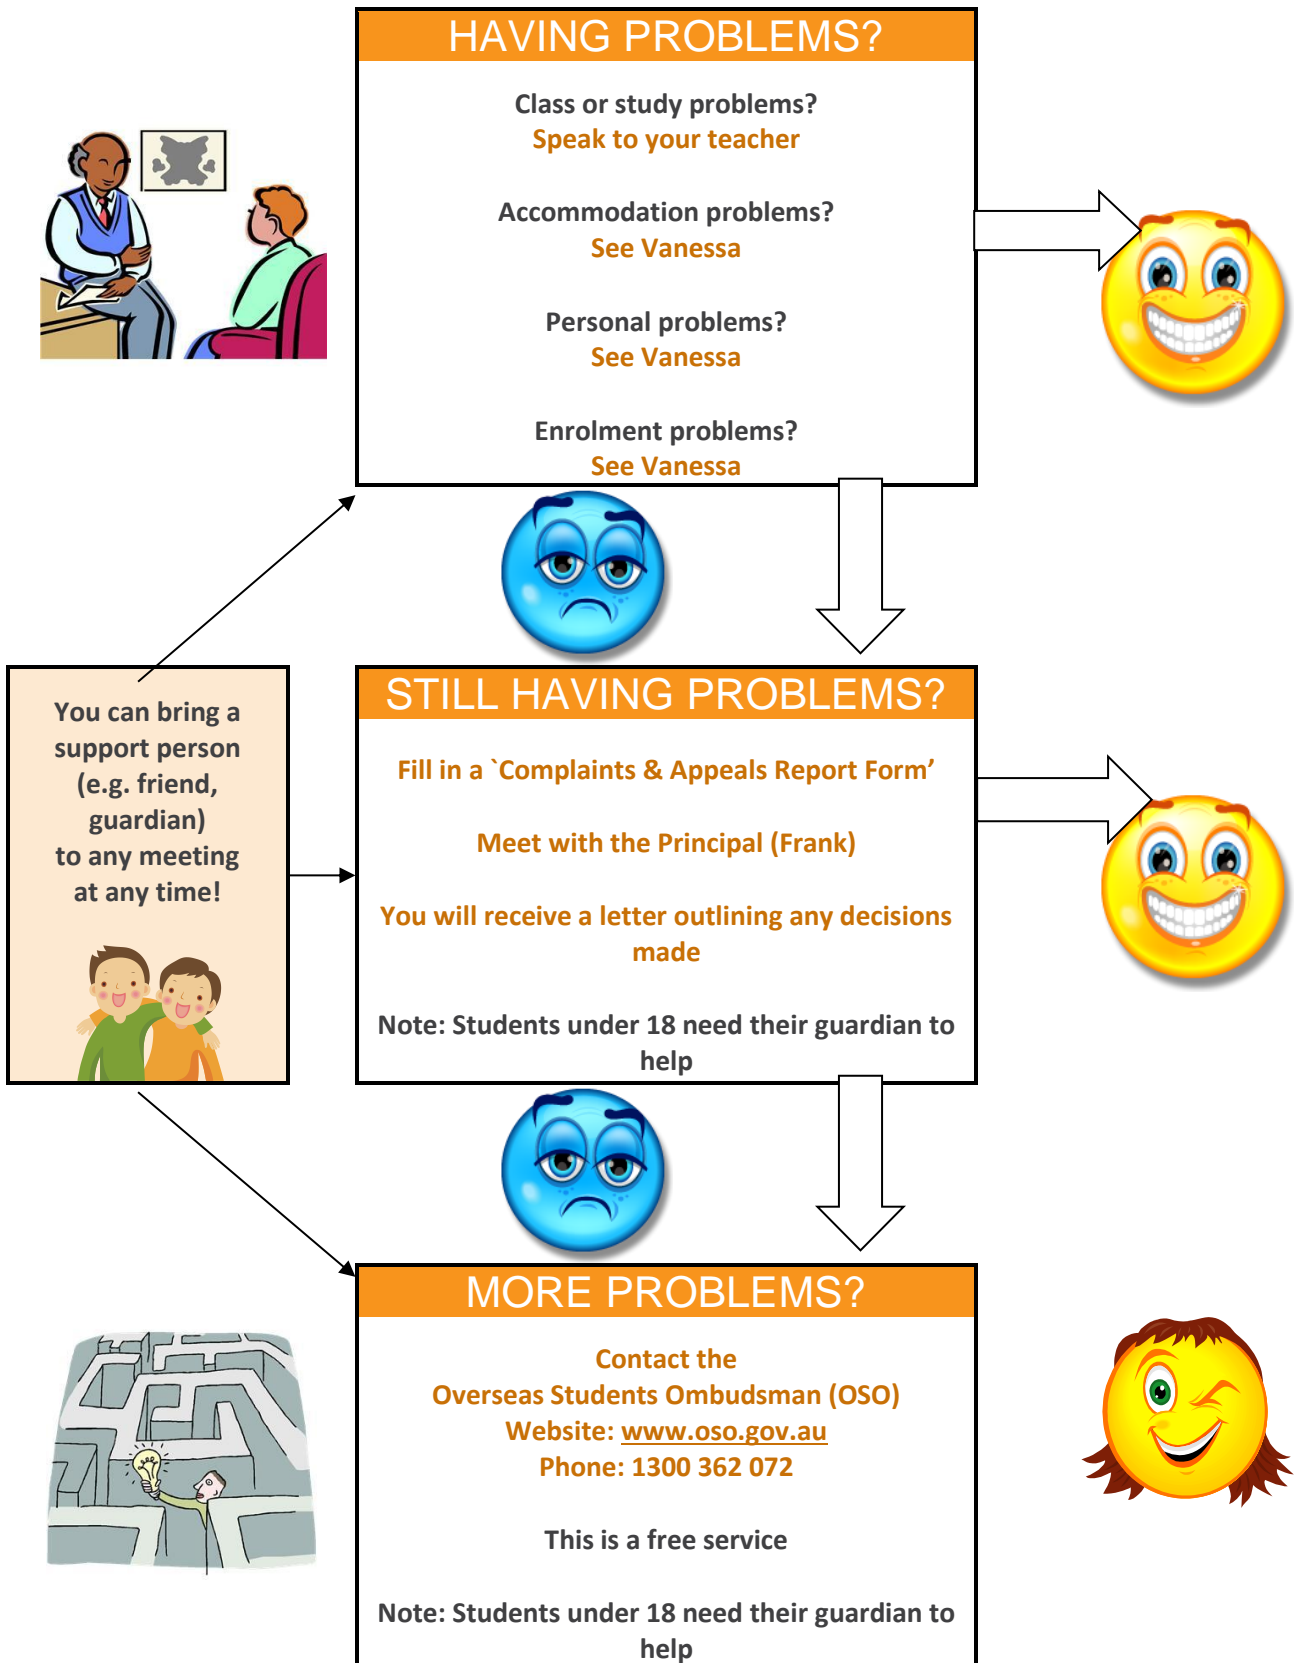 HAVING PROBLEMS?
Class or study problems?
Speak to your teacher
Accommodation problems?
See Vanessa
Personal problems?
See Vanessa
Enrolment problems?
See Vanessa
You can bring a
support person
(e.g. friend,
guardian)
to any meeting
at any time!
STILL HAVING PROBLEMS?
Fill in a `Complaints & Appeals Report Form’
Meet with the Principal (Frank)
You will receive a letter outlining any decisions
made
Note: Students under 18 need their guardian to
help
MORE PROBLEMS?
Contact the
Overseas Students Ombudsman (OSO)
Website: www.oso.gov.au
Phone: 1300 362 072
This is a free service
Note: Students under 18 need their guardian to
help